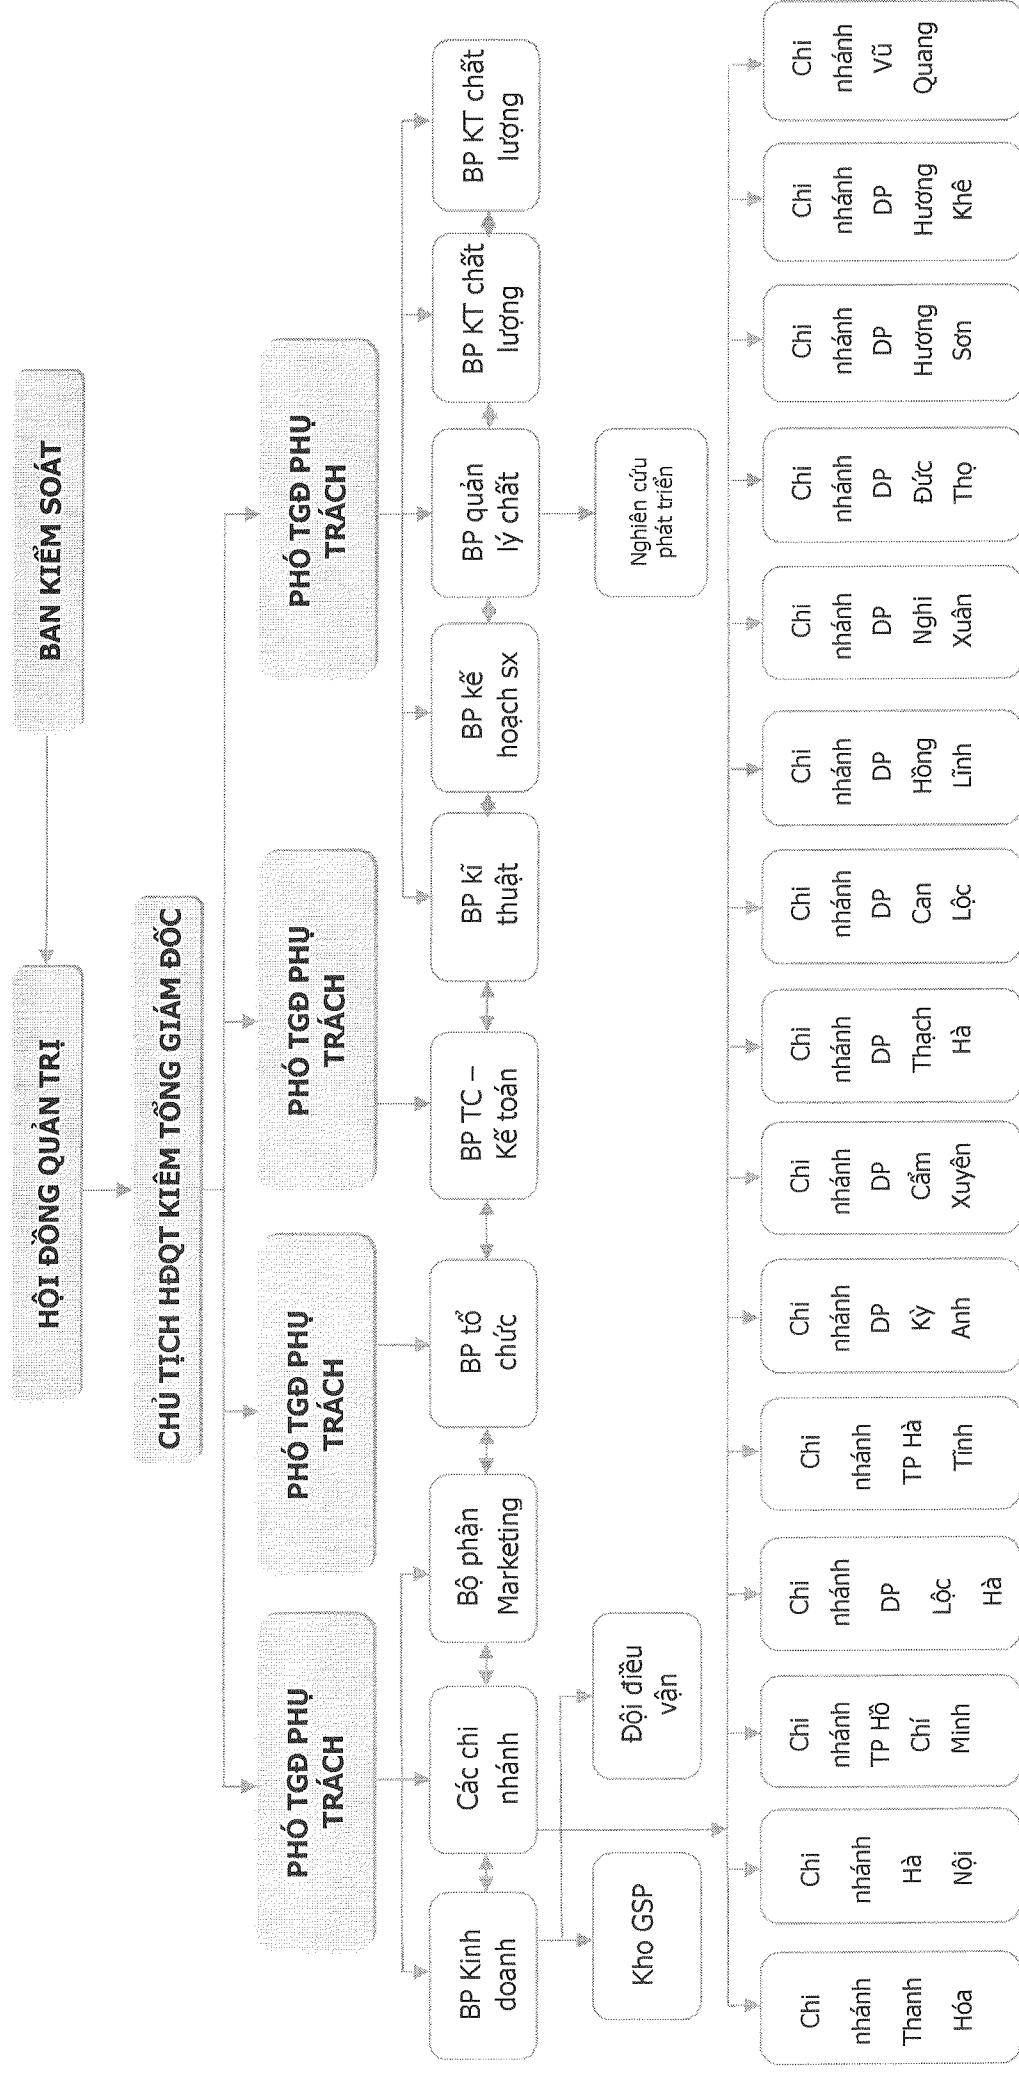 BAN KIỂM SOÁT
HỘI ĐỒNG QUẢN TRỊ
CHỦ TỊCH HĐQT KIÊM TỔNG GIÁM ĐỐC
PHÓ TGĐ PHỤ
TRÁCH
PHÓ TGĐ PHỤ
TRÁCH
PHÓ TGĐ PHỤ
TRÁCH
PHÓ TGĐ PHỤ
TRÁCH
BP Kinh
doanh
Các chi
nhánh
Bộ phận
Marketing
BP tổ
chức
BP TC –
Kế toán
BP kĩ
thuật
BP kế
hoạch sx
BP quản
lý chất
BP KT chất
lượng
BP KT chất
lượng
Kho GSP
Đội điều
vận
Nghiên cứu
phát triển
Chi
nhánh
Thanh
Hóa
Chi
nhánh
Hà
Nội
Chi
nhánh
TP Hồ
Chí
Minh
Chi
nhánh
DP
Lộc
Hà
Chi
nhánh
TP Hà
Tĩnh
Chi
nhánh
DP
Kỳ
Anh
Chi
nhánh
DP
Cẩm
Xuyên
Chi
nhánh
DP
Thạch
Hà
Chi
nhánh
DP
Can
Lộc
Chi
nhánh
DP
Hồng
Lĩnh
Chi
nhánh
DP
Nghi
Xuân
Chi
nhánh
DP
Đức
Thọ
Chi
nhánh
DP
Hương
Sơn
Chi
nhánh
DP
Hương
Khê
Chi
nhánh
Vũ
Quang